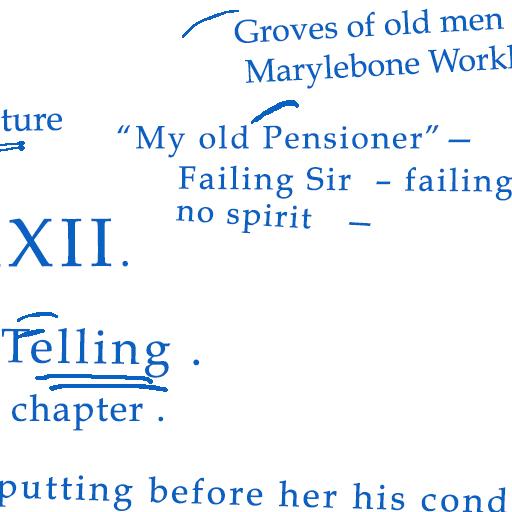 Groves of old men
Marylebone
ture
“My old Pensioner” —
Failing Sir – failing
no spirit —
XII.
Telling .
chapter .
putting before her his cond